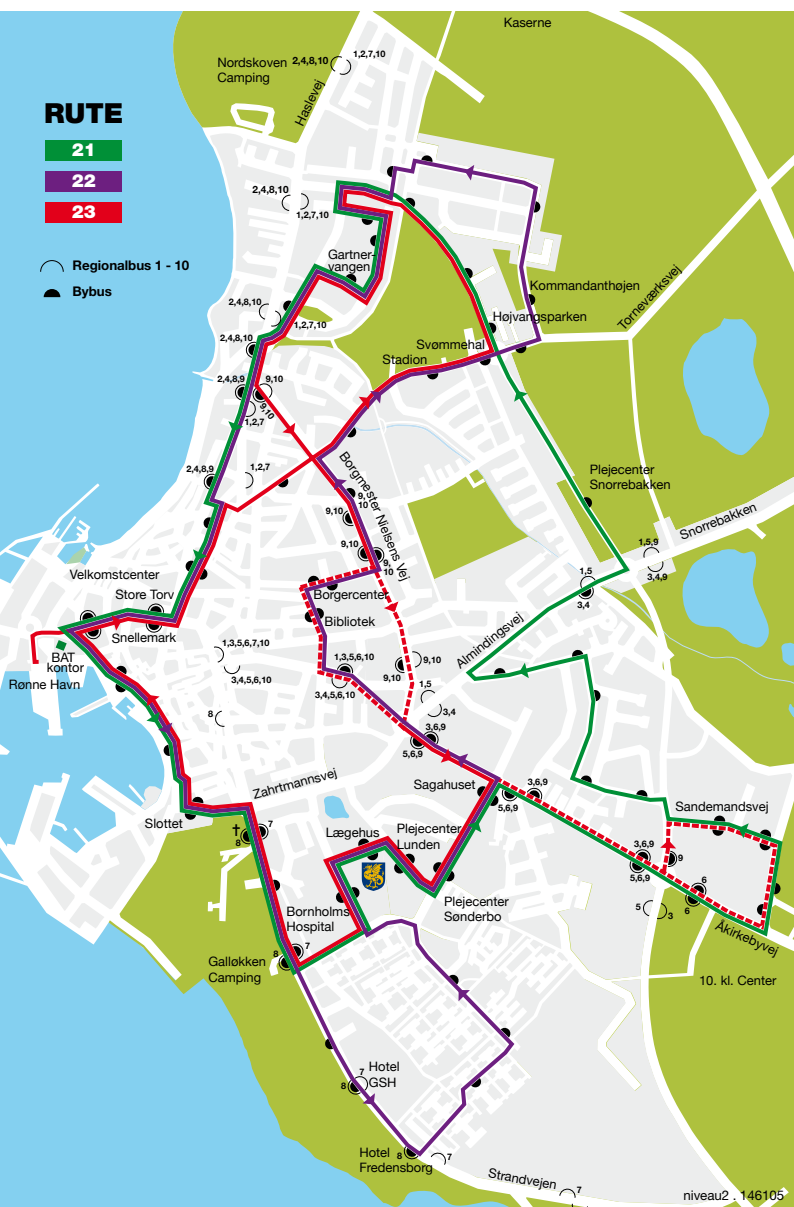 Kaserne
Nordskoven
Camping
2,4,8,10
1,2,7,10
Haslevej
RUTE
21
22
23
Regionalbus 1 - 10
Bybus
2,4,8,10
1,2,7,10
Gartner-
vangen
Kommandanthøjen
Torneværksvej
2,4,8,10
1,2,7,10
Højvangsparken
Svømmehal
2,4,8,10
Stadion
2,4,8,9
9,10
9,10
1,2,7
Borgmester Nielsens Vej
2,4,8,9
1,2,7
Plejecenter
Snorrebakken
9,
10
9,10
Snorrebakken
9,10
9,
10
1,5,9
3,4,9
Velkomstcenter
1,5
3,4
Store Torv
Borgercenter
Snellemark
Bibliotek
Almindingsvej
BAT
kontor
Rønne Havn
1,3,5,6,7,10
3,4,5,6,10
1,3,5,6,10
3,4,5,6,10
9,10
9,10
1,5
3,4
8
3,6,9
5,6,9
Zahrtmannsvej
Sagahuset
3,6,9
5,6,9
Sandemandsvej
Slottet
7
8
Lægehus
Plejecenter
Lunden
3,6,9
5,6,9
9
6
6
Plejecenter
Sønderbo
5
3
Bornholms
Hospital
Åkirkebyvej
7
8
Galløkken
Camping
10. kl. Center
7
8
Hotel
GSH
Hotel
Fredensborg
8
7
Strandvejen
7
niveau2 . 146105